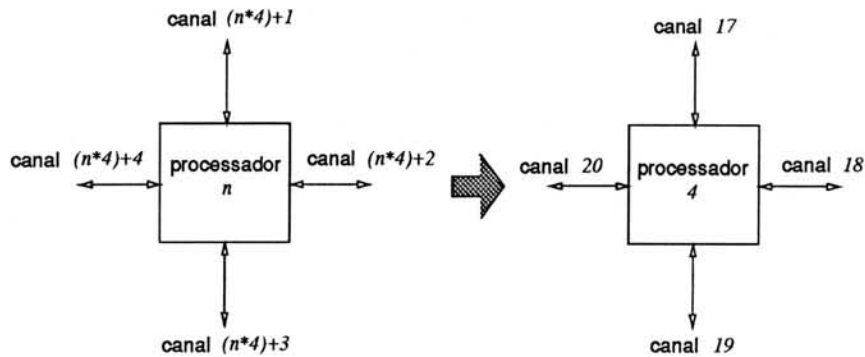 canal (n*4)+1
canal (n*4)+4
processador
n
canal (n*4)+2
canal (n*4)+3
canal 17
canal 20
processador
4
canal 18
canal 19